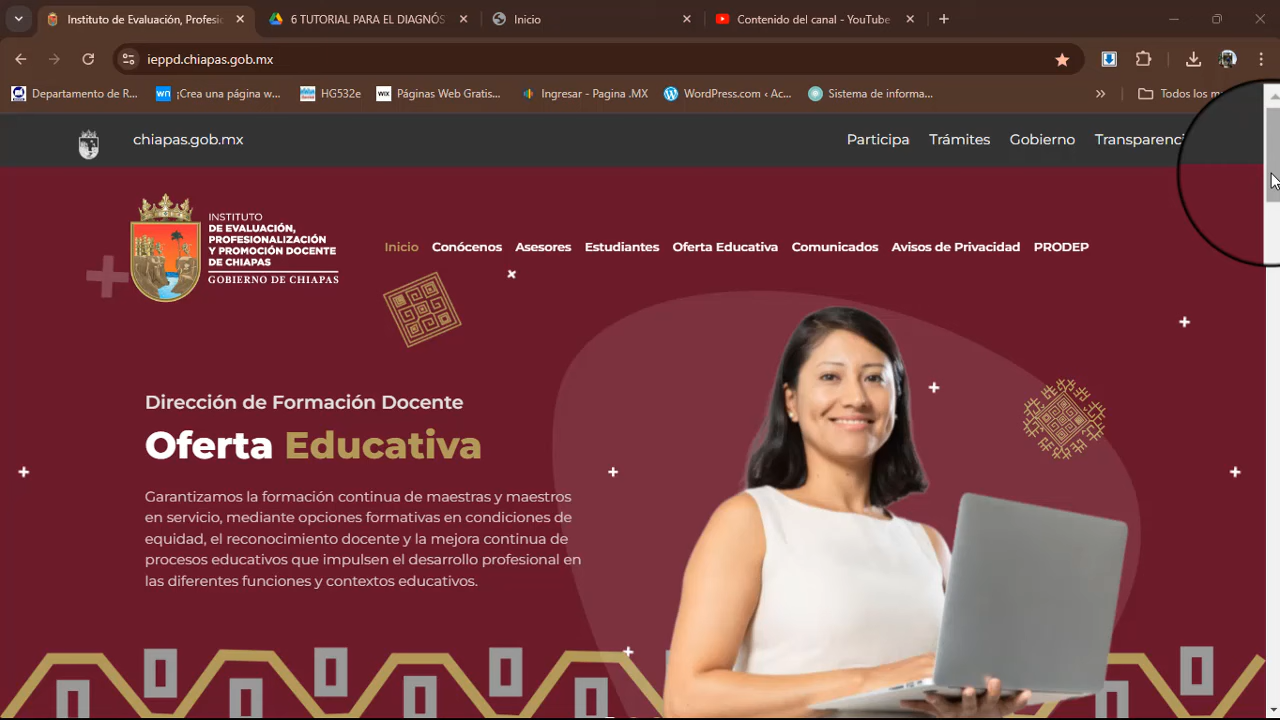 Instituto de Evaluación, Profesi
6 TUTORIAL PARA EL DIAGNÓS
Inicio
Contenido del canal - YouTube
ieppd.chiapas.gob.mx
Departamento de R...
¡Crea una página w...
HG532e
Páginas Web Gratis...
Ingresar - Pagina .MX
WordPress.com ‹ Ac...
Sistema de informa...
»
Todos los m
chiapas.gob.mx
Participa
Trámites
Gobierno
Transparenci
INSTITUTO
DE EVALUACIÓN,
PROFESIONALIZACIÓN
Y PROMOCIÓN DOCENTE
DE CHIAPAS
GOBIERNO DE CHIAPAS
Inicio
Conócenos
Asesores
Estudiantes
Oferta Educativa
Comunicados
Avisos de Privacidad
PRODEP
Dirección de Formación Docente
Oferta Educativa
Garantizamos la formación continua de maestras y maestros
en servicio, mediante opciones formativas en condiciones de
equidad, el reconocimiento docente y la mejora continua de
procesos educativos que impulsen el desarrollo profesional en
las diferentes funciones y contextos educativos.